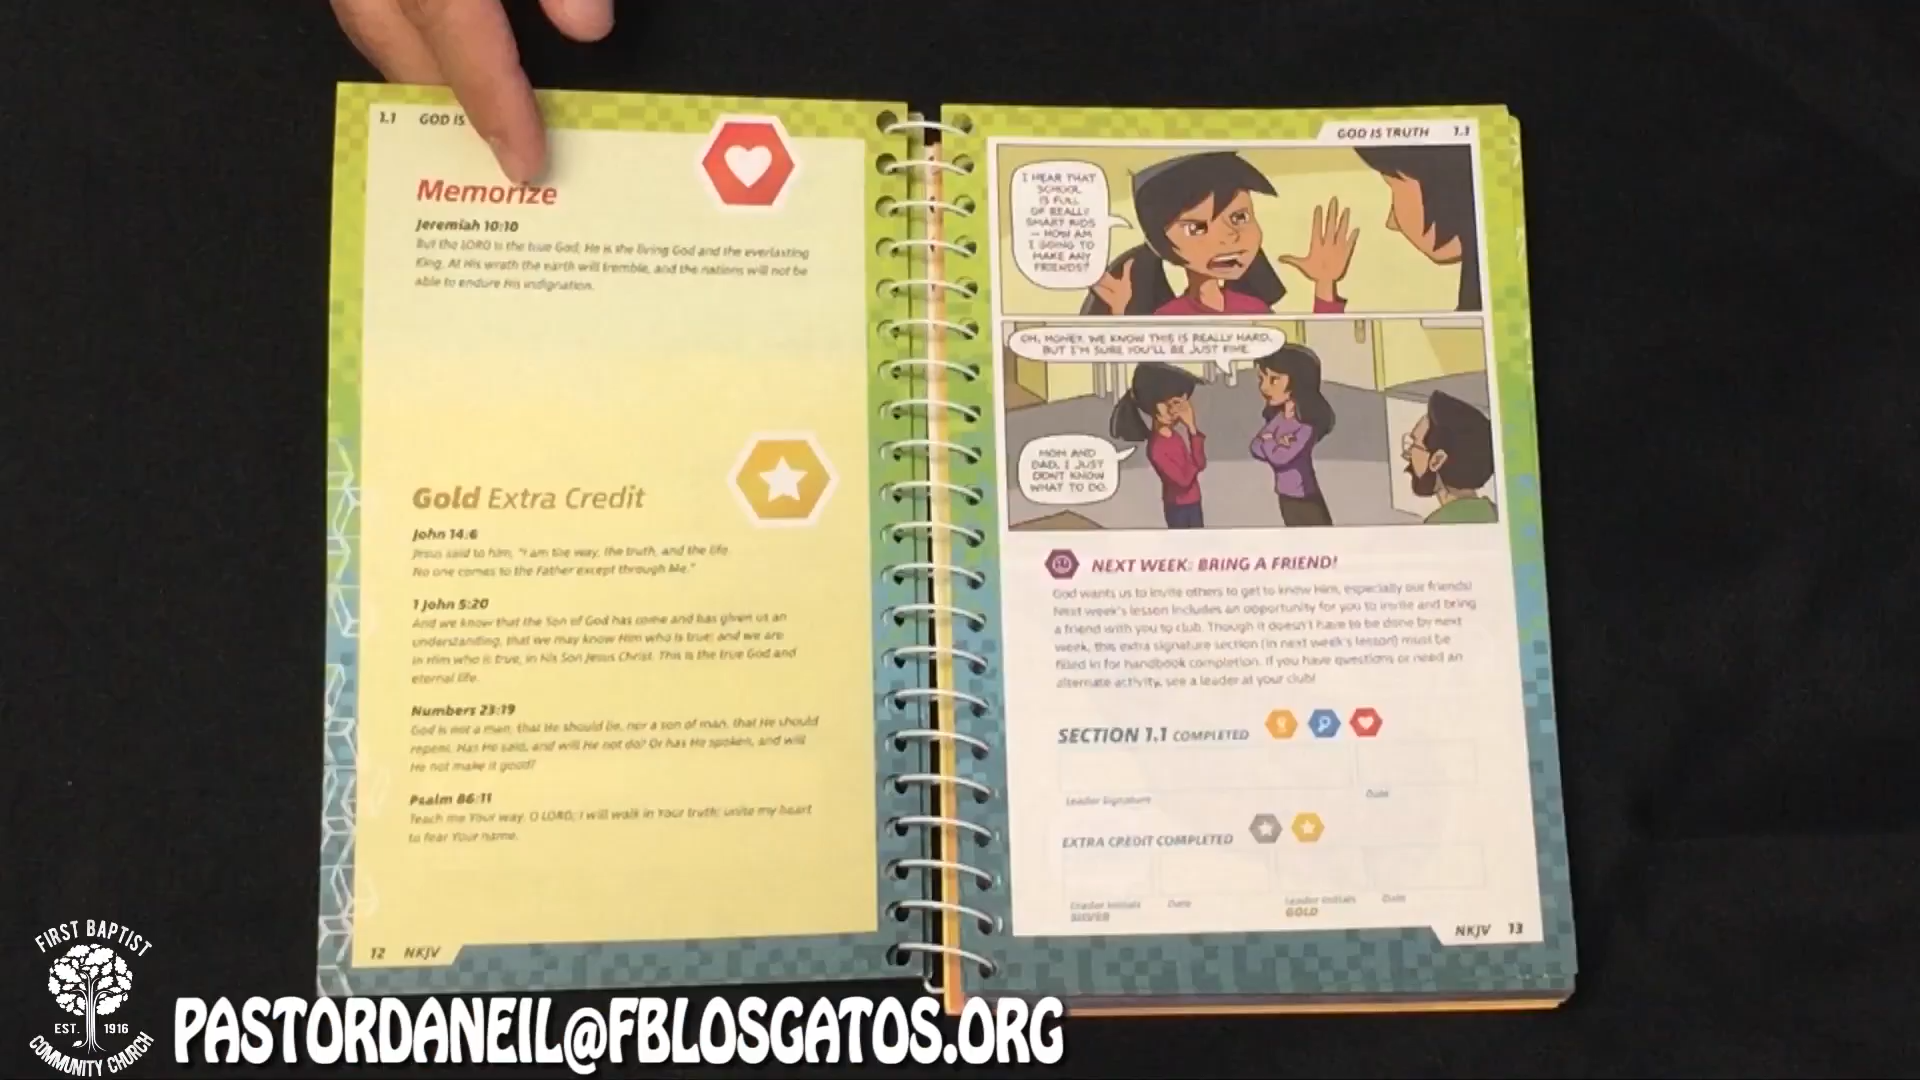 1.1 GOD IS
Memorize
Jeremiah 10:10
But the LORD is the true God; He is the living God and the everlasting
King. At His wrath the earth will tremble, and the nations will not be
able to endure His indignation.
Gold Extra Credit
John 14:6
Jesus said to him, "I am the way, the truth, and the life.
No one comes to the Father except through Me."
1 John 5:20
And we know that the Son of God has come and has given us an
understanding, that we may know Him who is true; and we are
in Him who is true, in His Son Jesus Christ. This is the true God and
eternal life.
Numbers 23:19
God is not a man, that He should lie, nor a son of man, that He should
repent. Has He said, and will He not do? Or has He spoken, and will
He not make it good?
Psalm 86:11
Teach me Your way, O LORD; I will walk in Your truth; unite my heart
to fear Your name.
12 NKJV
GOD IS TRUTH 1.1
I HEAR THAT
SCHOOL
IS FULL
OF REALLY
SMART KIDS
— HOW AM
I GOING TO
MAKE ANY
FRIENDS?
OH, HONEY. WE KNOW THIS IS REALLY HARD,
BUT I'M SURE YOU'LL BE JUST FINE.
MOM AND
DAD, I JUST
DON'T KNOW
WHAT TO DO.
NEXT WEEK: BRING A FRIEND!
God wants us to invite others to get to know Him, especially our friends!
Next week's lesson includes an opportunity for you to invite and bring
a friend with you to club. Though it doesn't have to be done by next
week, this extra signature section (in next week's lesson) must be
filled in for handbook completion. If you have questions or need an
alternate activity, see a leader at your club!
SECTION 1.1 COMPLETED
Leader Signature Date
EXTRA CREDIT COMPLETED
Leader Initials Date Leader Initials Date
SILVER GOLD
NKJV 13
FIRST BAPTIST
EST. 1916
COMMUNITY CHURCH
PASTORDANEIL@FBLOSGATOS.ORG